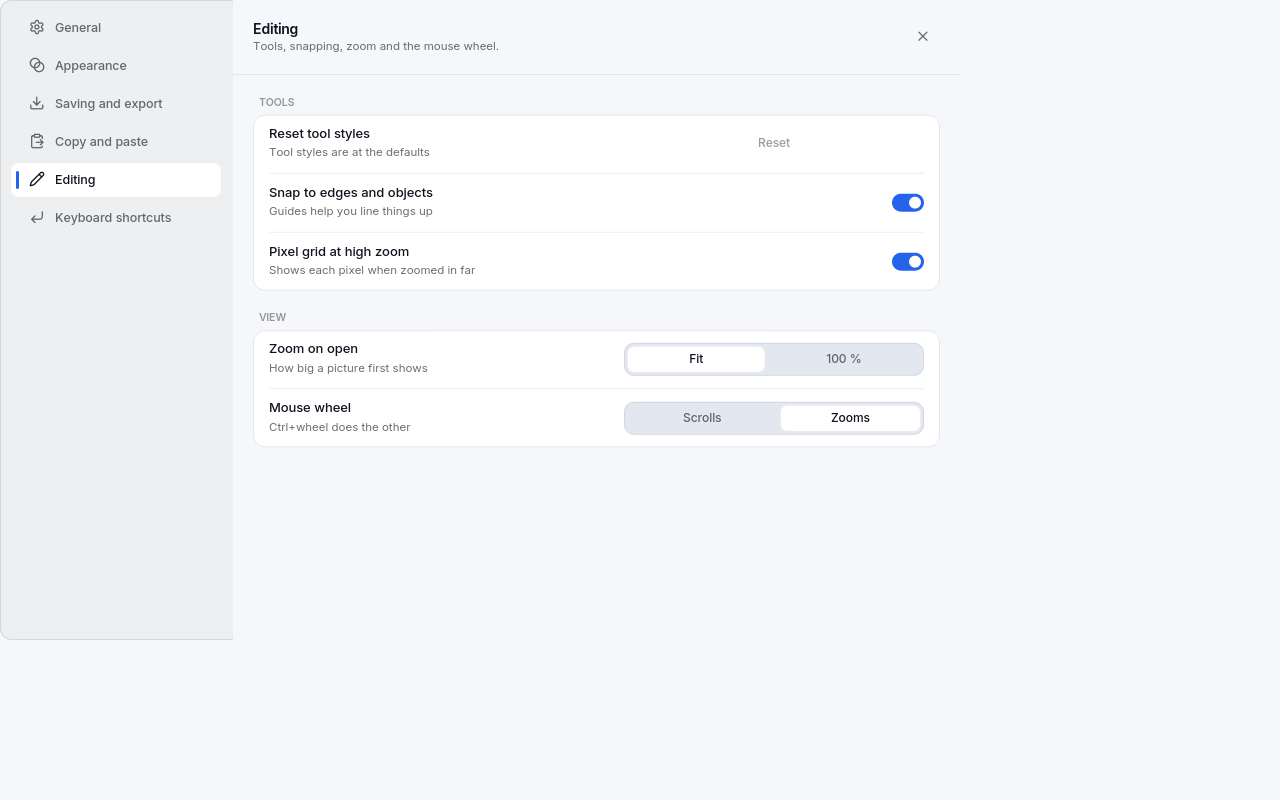 General
Appearance
Saving and export
Copy and paste
Editing
Keyboard shortcuts
Editing
Tools, snapping, zoom and the mouse wheel.
TOOLS
Reset tool styles
Tool styles are at the defaults
Reset
Snap to edges and objects
Guides help you line things up
Pixel grid at high zoom
Shows each pixel when zoomed in far
VIEW
Zoom on open
How big a picture first shows
Fit
100 %
Mouse wheel
Ctrl+wheel does the other
Scrolls
Zooms